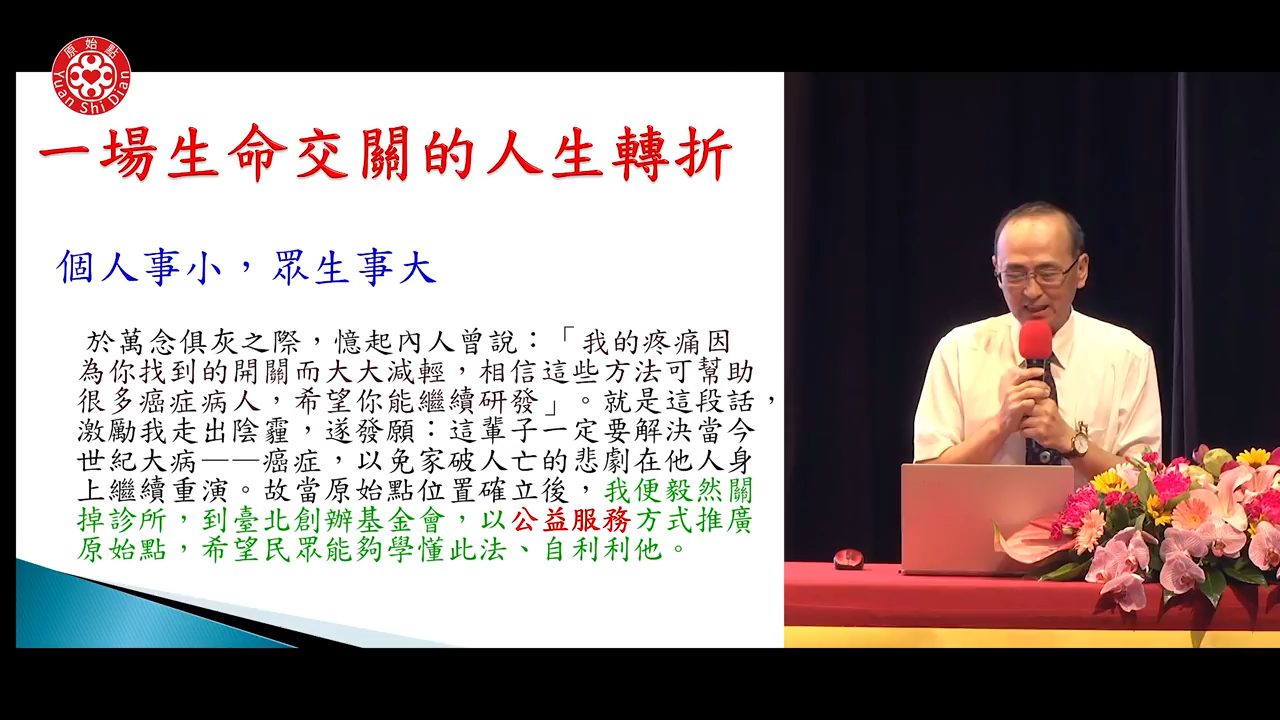 原始點
Yuan Shi Dian
一場生命交關的人生轉折
個人事小，眾生事大
於萬念俱灰之際，憶起內人曾說：「我的疼痛因
為你找到的開關而大大減輕，相信這些方法可幫助
很多癌症病人，希望你能繼續研發」。就是這段話，
激勵我走出陰霾，遂發願：這輩子一定要解決當今
世紀大病——癌症，以免家破人亡的悲劇在他人身
上繼續重演。故當原始點位置確立後，我便毅然關
掉診所，到臺北創辦基金會，以公益服務方式推廣
原始點，希望民眾能夠學懂此法、自利利他。